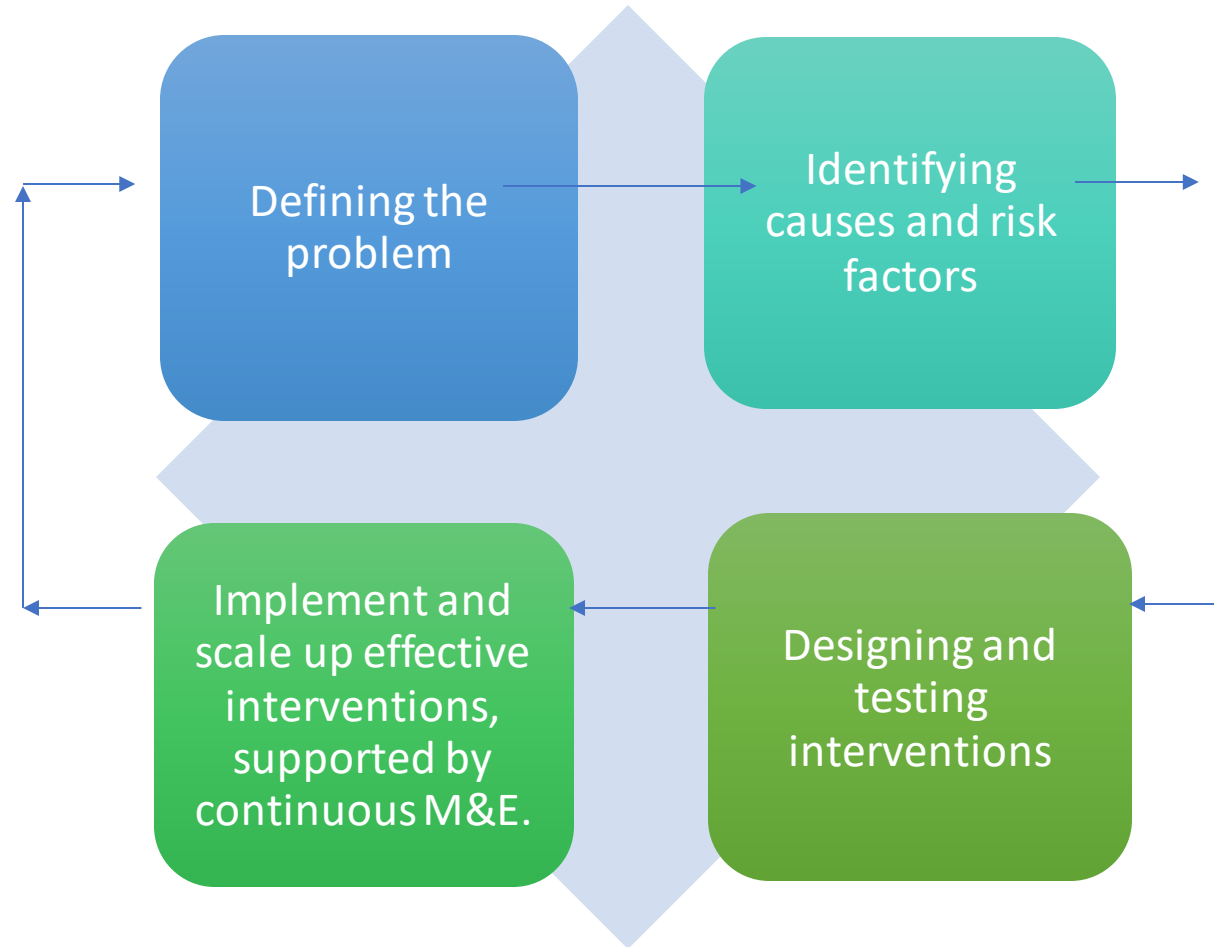 Defining the
problem
Identifying
causes and risk
factors
Implement and
scale up effective
interventions,
supported by
continuous M&E.
Designing and
testing
interventions